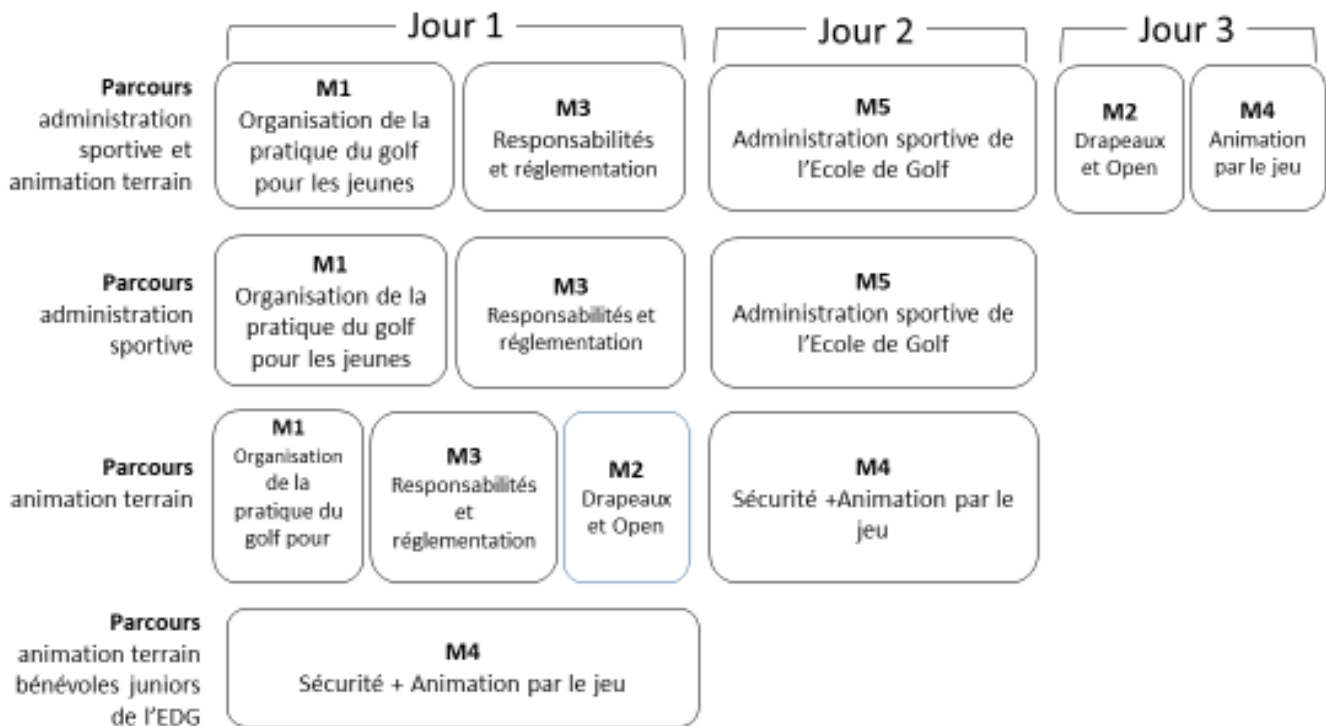 Jour 1
Jour 2
Jour 3
Parcours
administration
sportive et
animation terrain
M1
Organisation de la
pratique du golf
pour les jeunes
M3
Responsabilités
et réglementation
M5
Administration sportive de
l'Ecole de Golf
M2
Drapeaux
et Open
M4
Animation
par le jeu
Parcours
administration
sportive
M1
Organisation de la
pratique du golf
pour les jeunes
M3
Responsabilités et
réglementation
M5
Administration sportive de
l'Ecole de Golf
Parcours
animation terrain
M1
Organisation
de la
pratique du
golf pour
M3
Responsabilités
et
réglementation
M2
Drapeaux
et Open
M4
Sécurité +Animation par le
jeu
Parcours
animation terrain
bénévoles juniors
de l'EDG
M4
Sécurité + Animation par le jeu